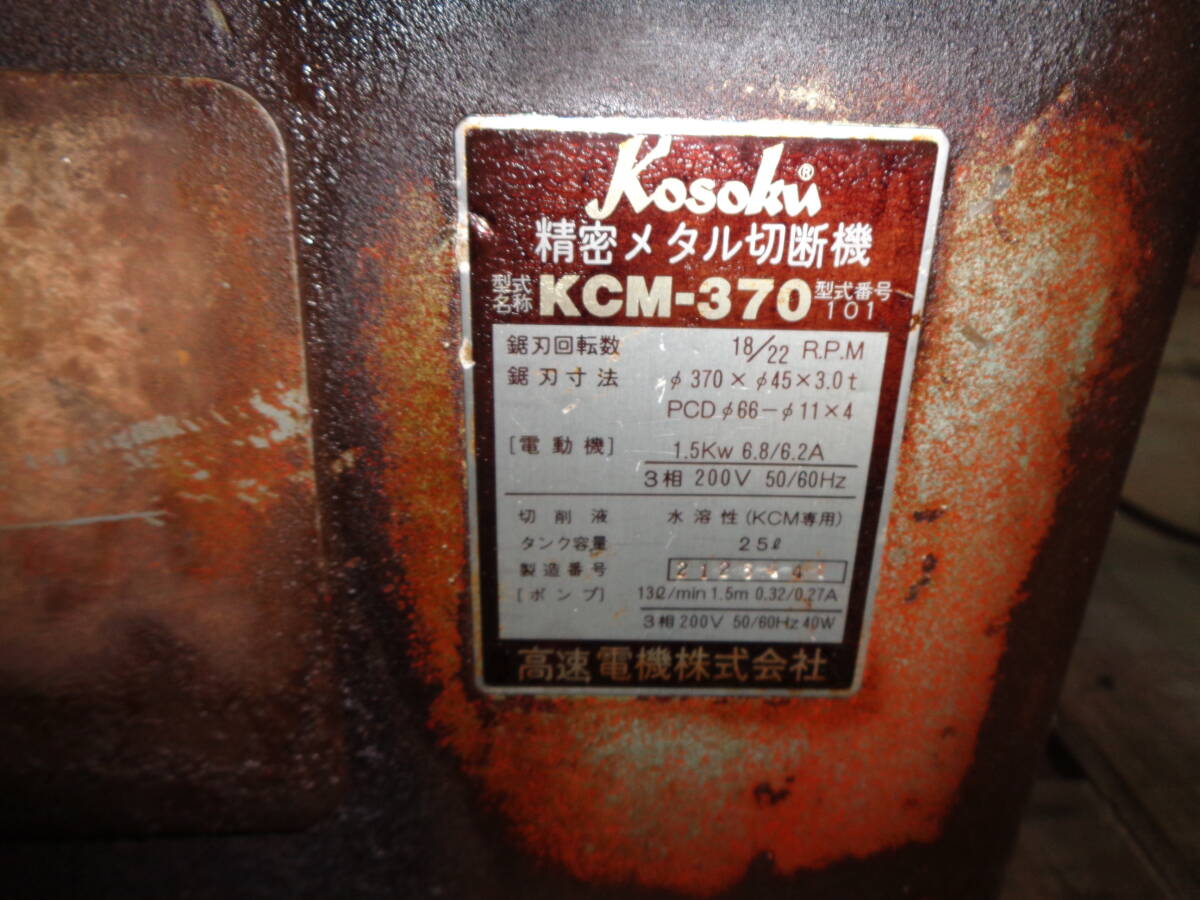 Kosoku®
精密メタル切断機
型式名称 KCM-370 型式番号 101
鋸刃回転数 18/22 R.P.M
鋸刃寸法 φ370×φ45×3.0t
PCDφ66-φ11×4
[電動機] 1.5Kw 6.8/6.2A
3相 200V 50/60Hz
切削液 水溶性(KCM専用)
タンク容量 25ℓ
製造番号
[ポンプ] 13ℓ/min 1.5m 0.32/0.27A
3相200V 50/60Hz 40W
高速電機株式会社